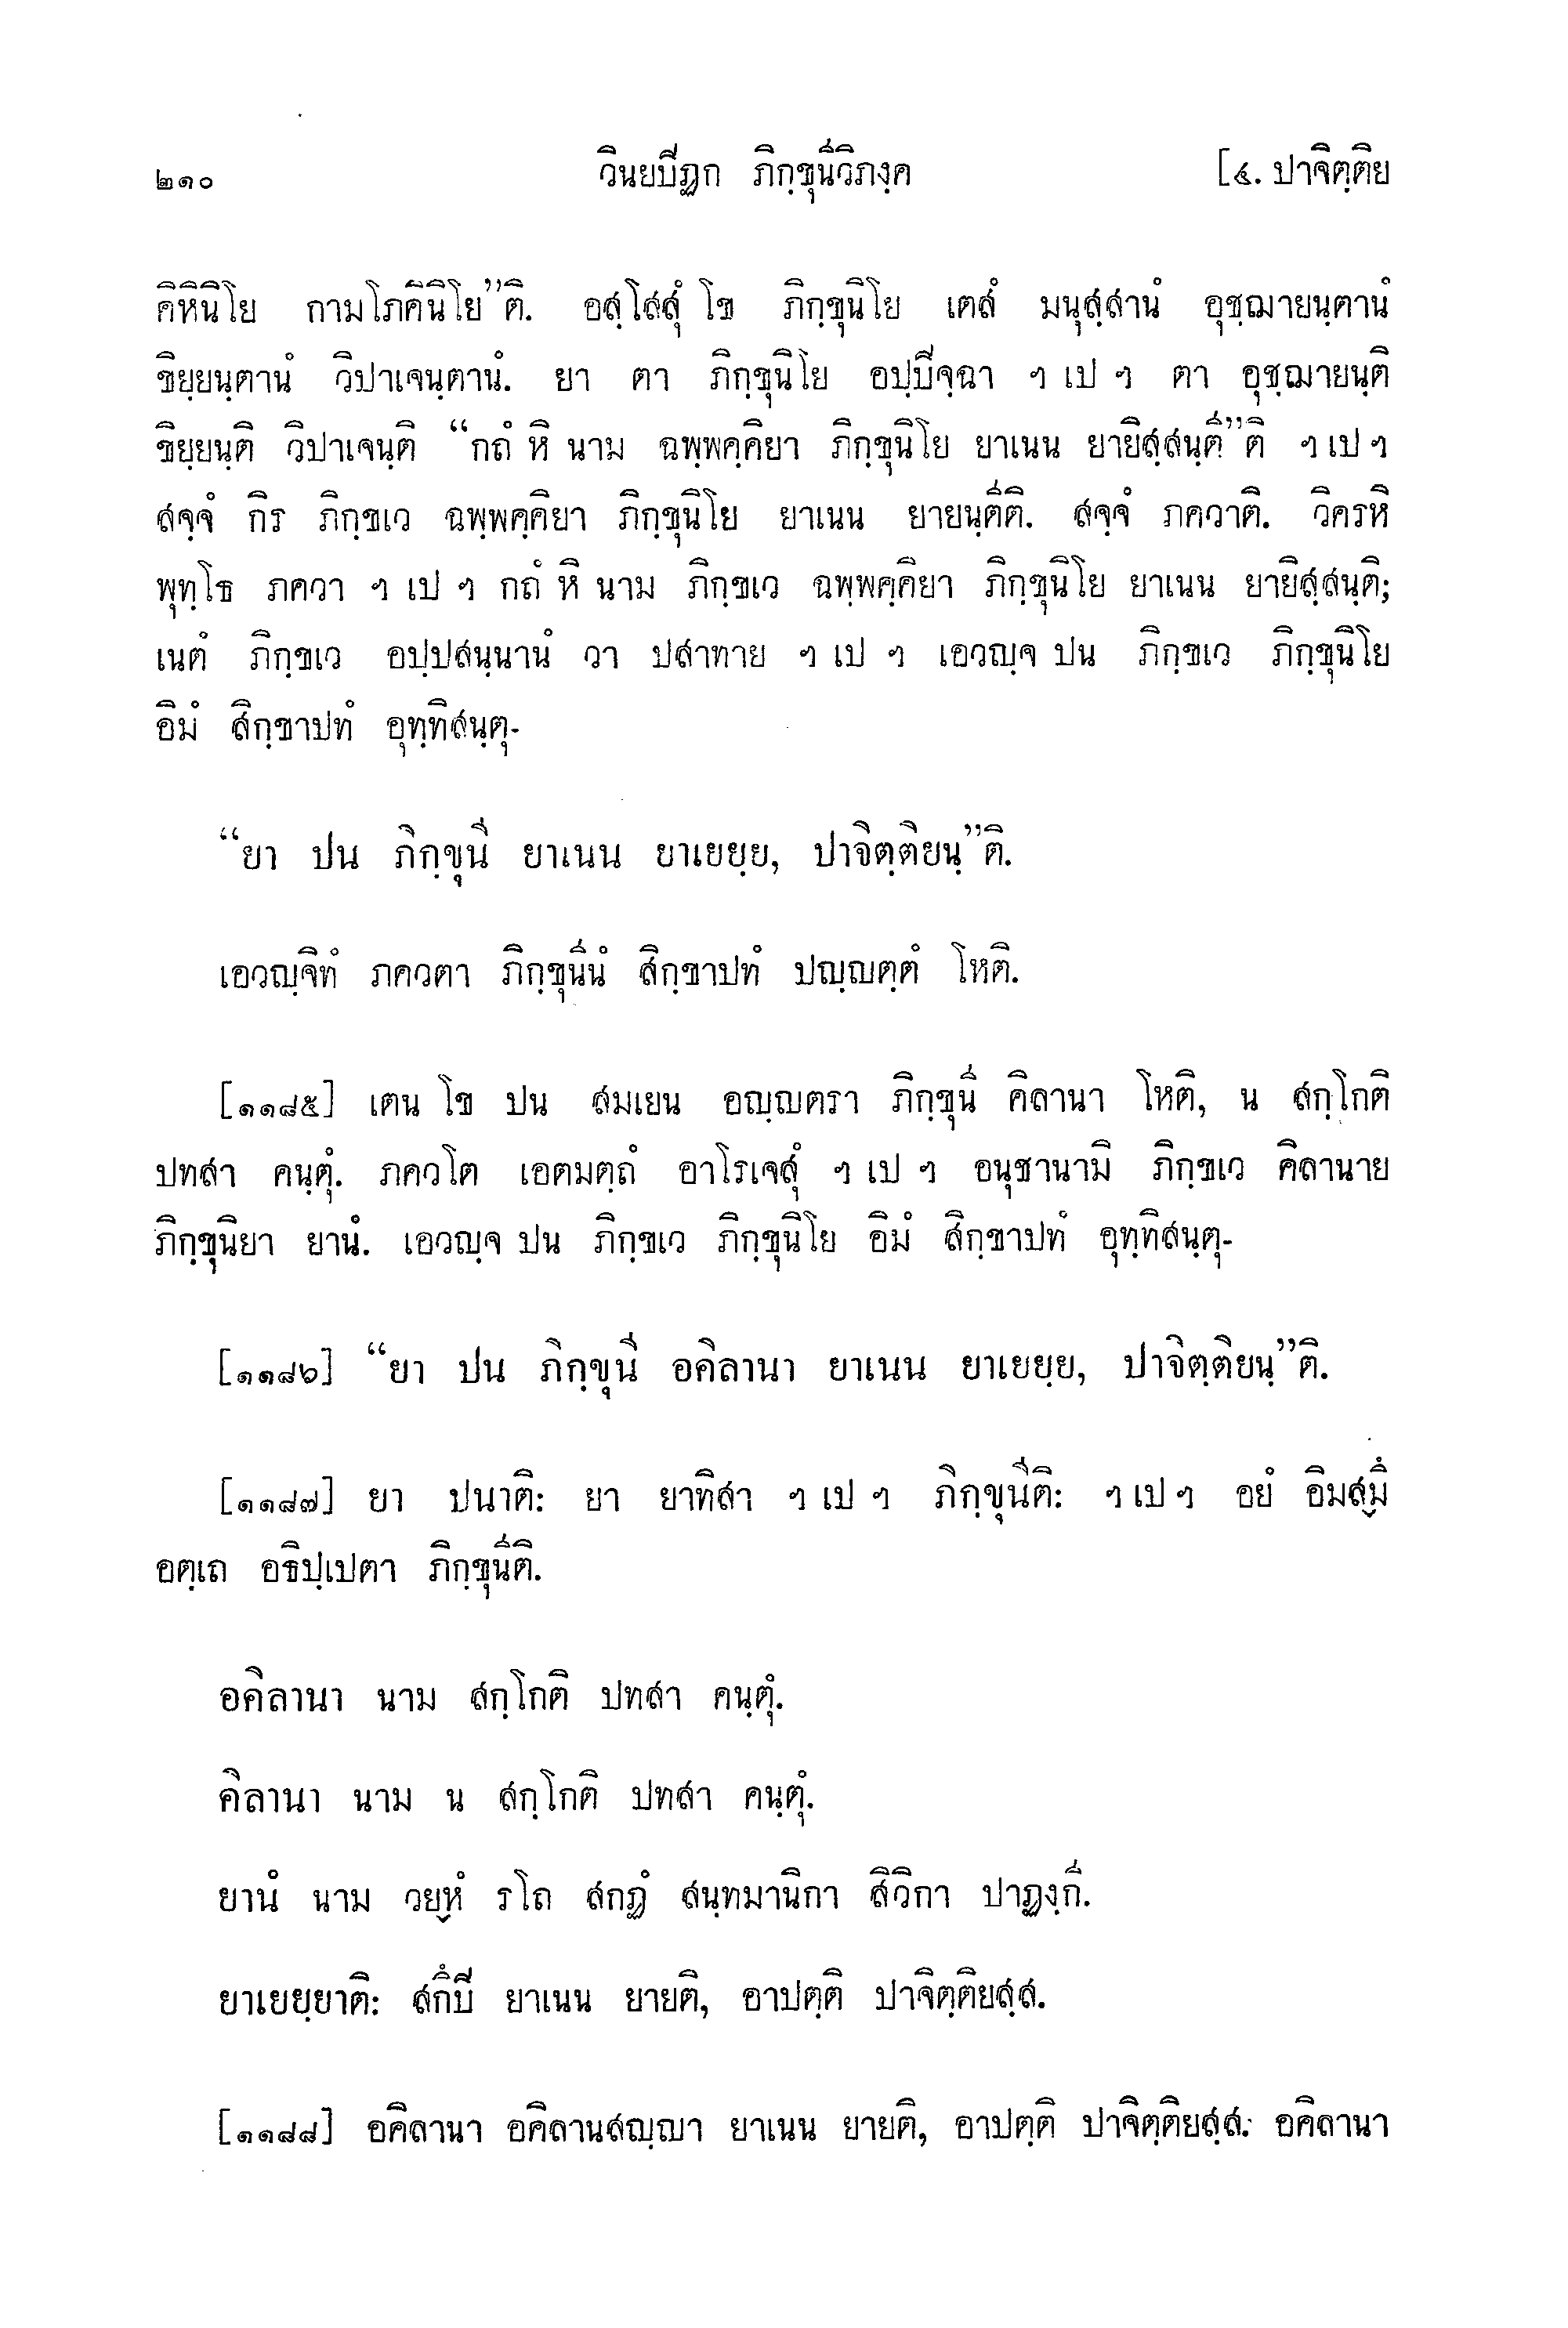 ๒๑๐ วินยปีฏก ภิกฺขุนีวิภงฺค [๔. ปาจิตฺติย
คิหินิโย กามโภคินิโย”ติ. อสฺโสสุํ โข ภิกฺขุนิโย เตสํ มนุสฺสานํ อุชฺฌายนฺตานํ
ขิยฺยนฺตานํ วิปาเจนฺตานํ. ยา ตา ภิกฺขุนิโย อปฺปิจฺฉา ฯ เป ฯ ตา อุชฺฌายนฺติ
ขิยฺยนฺติ วิปาเจนฺติ “กถํ หิ นาม ฉพฺพคฺคิยา ภิกฺขุนิโย ยาเนน ยายิสฺสนฺตี”ติ ฯ เป ฯ
สจฺจํ กิร ภิกฺขเว ฉพฺพคฺคิยา ภิกฺขุนิโย ยาเนน ยายนฺตีติ. สจฺจํ ภควาติ. วิครหิ
พุทฺโธ ภควา ฯ เป ฯ กถํ หิ นาม ภิกฺขเว ฉพฺพคฺคิยา ภิกฺขุนิโย ยาเนน ยายิสฺสนฺติ;
เนตํ ภิกฺขเว อปฺปสนฺนานํ วา ปสาทาย ฯ เป ฯ เอวญฺจ ปน ภิกฺขเว ภิกฺขุนิโย
อิมํ สิกฺขาปทํ อุทฺทิสนฺตุ-
“ยา ปน ภิกฺขุนี ยาเนน ยาเยยฺย, ปาจิตฺติยนฺ”ติ.
เอวญฺจิทํ ภควตา ภิกฺขุนีนํ สิกฺขาปทํ ปญฺญตฺตํ โหติ.
[๑๑๘๕] เตน โข ปน สมเยน อญฺญตรา ภิกฺขุนี คิลานา โหติ, น สกฺโกติ
ปทสา คนฺตุํ. ภควโต เอตมตฺถํ อาโรเจสุํ ฯ เป ฯ อนุชานามิ ภิกฺขเว คิลานาย
ภิกฺขุนิยา ยานํ. เอวญฺจ ปน ภิกฺขเว ภิกฺขุนิโย อิมํ สิกฺขาปทํ อุทฺทิสนฺตุ-
[๑๑๘๖] “ยา ปน ภิกฺขุนี อคิลานา ยาเนน ยาเยยฺย, ปาจิตฺติยนฺ”ติ.
[๑๑๘๗] ยา ปนาติ: ยา ยาทิสา ฯ เป ฯ ภิกฺขุนีติ: ฯ เป ฯ อยํ อิมสฺมึ
อตฺเถ อธิปฺเปตา ภิกฺขุนีติ.
อคิลานา นาม สกฺโกติ ปทสา คนฺตุํ.
คิลานา นาม น สกฺโกติ ปทสา คนฺตุํ.
ยานํ นาม วยฺหํ รโถ สกฏํ สนฺทมานิกา สิวิกา ปาฏงฺกี.
ยาเยยฺยาติ: สกึปิ ยาเนน ยายติ, อาปตฺติ ปาจิตฺติยสฺส.
[๑๑๘๘] อคิลานา อคิลานสญฺญา ยาเนน ยายติ, อาปตฺติ ปาจิตฺติยสฺส. อคิลานา